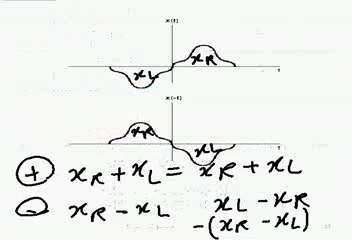 x(t)
xR
xL
t
x(-t)
xR
xL
t
⊕ xR + xL = xR + xL
⊖ xR - xL xL - xR
-(xR - xL)